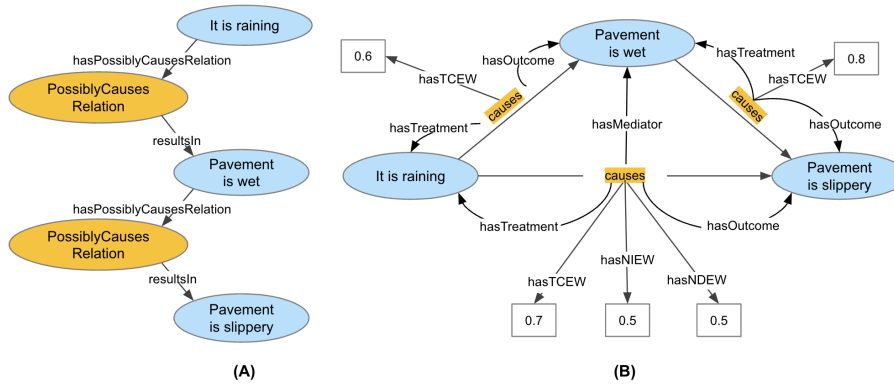 It is raining
hasPossiblyCausesRelation
PossiblyCauses
Relation
resultsIn
Pavement
is wet
hasPossiblyCausesRelation
PossiblyCauses
Relation
resultsIn
Pavement
is slippery
(A)
Pavement
is wet
0.6
hasTCEW
hasOutcome
causes
hasTreatment
hasTreatment
hasTCEW
0.8
causes
hasOutcome
hasMediator
It is raining
causes
Pavement
is slippery
hasTreatment
hasOutcome
hasTCEW
hasNIEW
hasNDEW
0.7
0.5
0.5
(B)